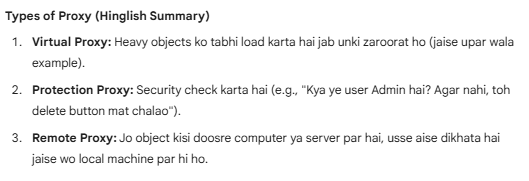 Types of Proxy (Hinglish Summary)
1. Virtual Proxy: Heavy objects ko tabhi load karta hai jab unki zaroorat ho (jaise upar wala
example).
2. Protection Proxy: Security check karta hai (e.g., "Kya ye user Admin hai? Agar nahi, toh
delete button mat chalao").
3. Remote Proxy: Jo object kisi doosre computer ya server par hai, usse aise dikhata hai
jaise wo local machine par hi ho.